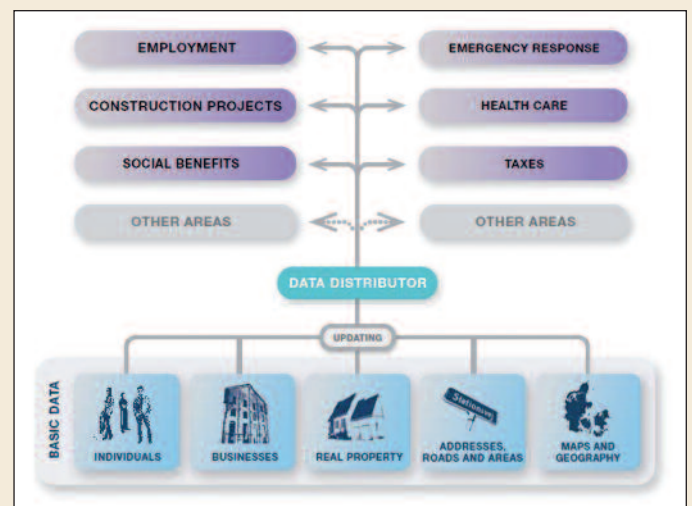 EMPLOYMENT
EMERGENCY RESPONSE
CONSTRUCTION PROJECTS
HEALTH CARE
SOCIAL BENEFITS
TAXES
OTHER AREAS
OTHER AREAS
DATA DISTRIBUTOR
UPDATING
BASIC DATA
INDIVIDUALS
BUSINESSES
REAL PROPERTY
ADDRESSES,
ROADS AND AREAS
MAPS AND
GEOGRAPHY